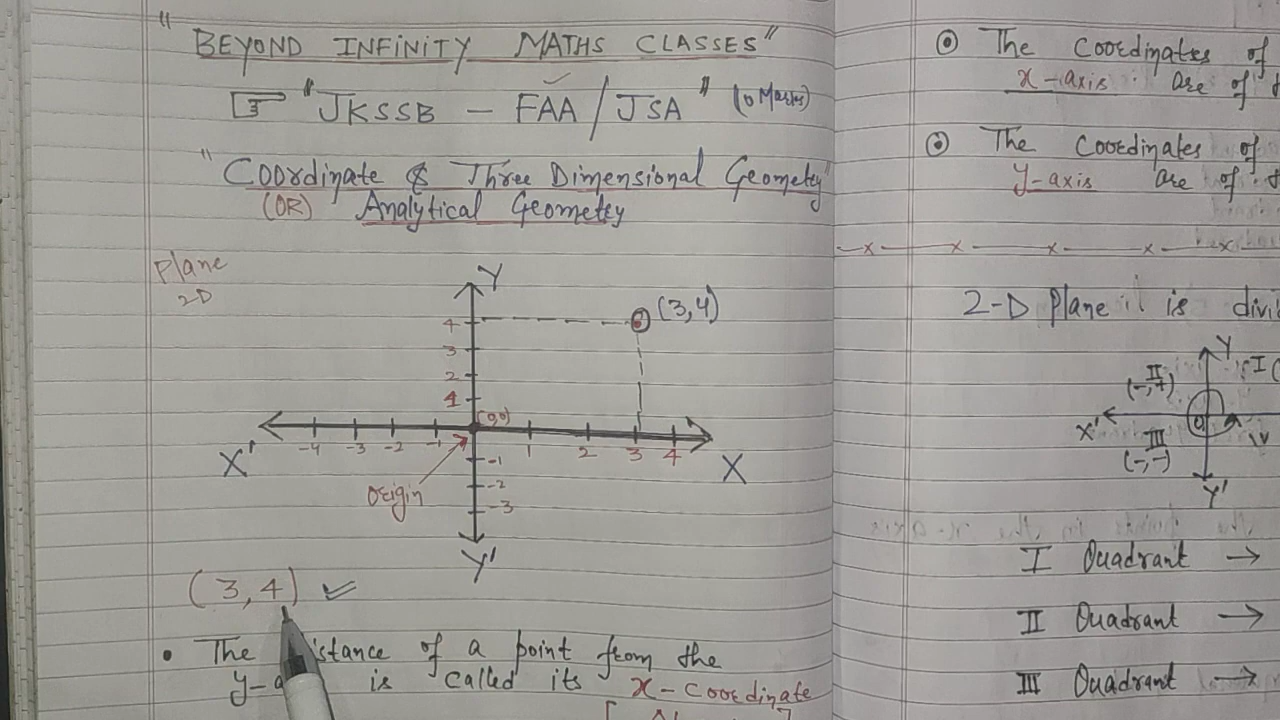 " BEYOND INFINITY MATHS CLASSES"
"JKSSB - FAA / JSA"
"Coordinate & Three Dimensional Geometry"
(OR) Analytical Geometry
Plane
2D
Y
(3,4)
4
3
2
1
(0,0)
-4 -3 -2 -1 1 2 3 4
X' X
-1
-2
-3
Origin
Y'
(3,4)
• The distance of a point from the
y- is called its x-coordinate
The coordinates of
x-axis are of
The coordinates of
y-axis are of
2-D Plane is
Y
II I
(-,+)
X' 0
III
(-,-)
Y'
I Quadrant →
II Quadrant →
III Quadrant →